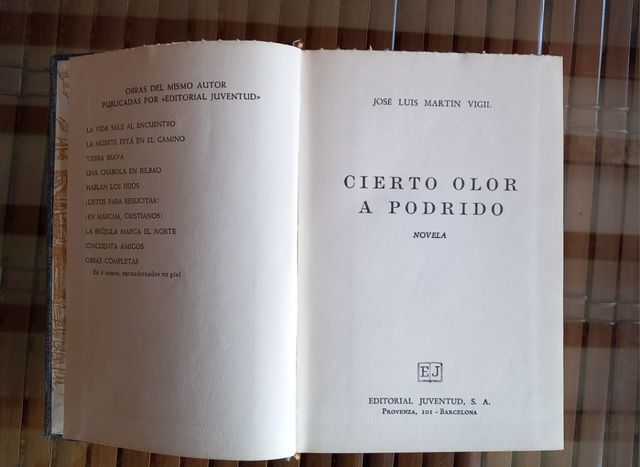 OBRAS DEL MISMO AUTOR
PUBLICADAS POR «EDITORIAL JUVENTUD»
LA VIDA SALE AL ENCUENTRO
LA MUERTE ESTÁ EN EL CAMINO
TIERRA BRAVA
UNA CHABOLA EN BILBAO
HABLAN LOS HIJOS
¡LISTOS PARA RESUCITAR!
¡EN MARCHA, CRISTIANOS!
LA BRÚJULA MARCA EL NORTE
CINCUENTA AMIGOS
OBRAS COMPLETAS
En 8 tomos, encuadernados en piel
JOSÉ LUIS MARTÍN VIGIL
CIERTO OLOR
A PODRIDO
NOVELA
EJ
EDITORIAL JUVENTUD, S. A.
PROVENZA, 101 - BARCELONA